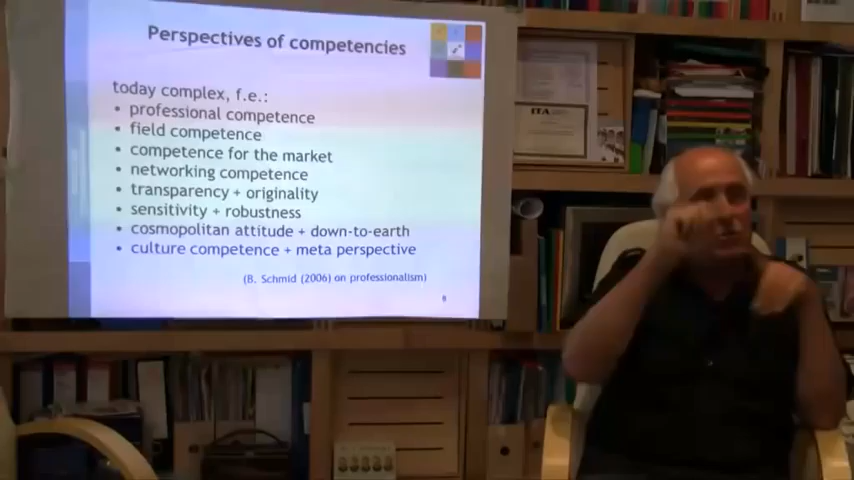 Perspectives of competencies
today complex, f.e.:
• professional competence
• field competence
• competence for the market
• networking competence
• transparency + originality
• sensitivity + robustness
• cosmopolitan attitude + down-to-earth
• culture competence + meta perspective
(B. Schmid (2006) on professionalism)
8
ITA